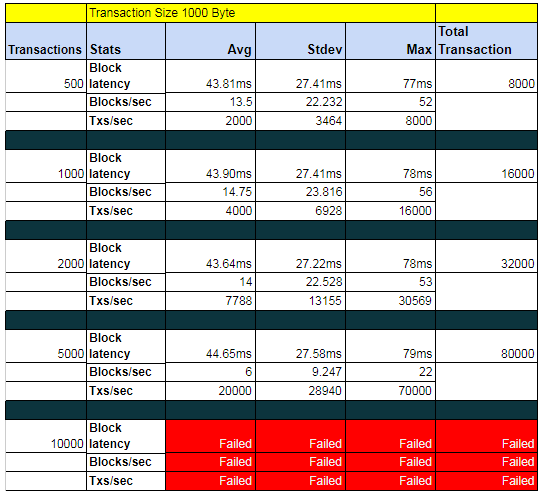 Transaction Size 1000 Byte
Transactions Stats Avg Stdev Max Total Transaction
500 Block latency 43.81ms 27.41ms 77ms 8000
Blocks/sec 13.5 22.232 52
Txs/sec 2000 3464 8000
1000 Block latency 43.90ms 27.41ms 78ms 16000
Blocks/sec 14.75 23.816 56
Txs/sec 4000 6928 16000
2000 Block latency 43.64ms 27.22ms 78ms 32000
Blocks/sec 14 22.528 53
Txs/sec 7788 13155 30569
5000 Block latency 44.65ms 27.58ms 79ms 80000
Blocks/sec 6 9.247 22
Txs/sec 20000 28940 70000
10000 Block latency Failed Failed Failed Failed
Blocks/sec Failed Failed Failed Failed
Txs/sec Failed Failed Failed Failed